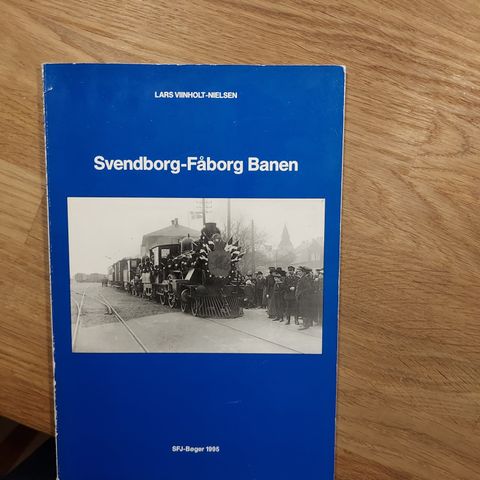 LARS VIINHOLT-NIELSEN
Svendborg-Fåborg Banen
SFJ-Bøger 1995